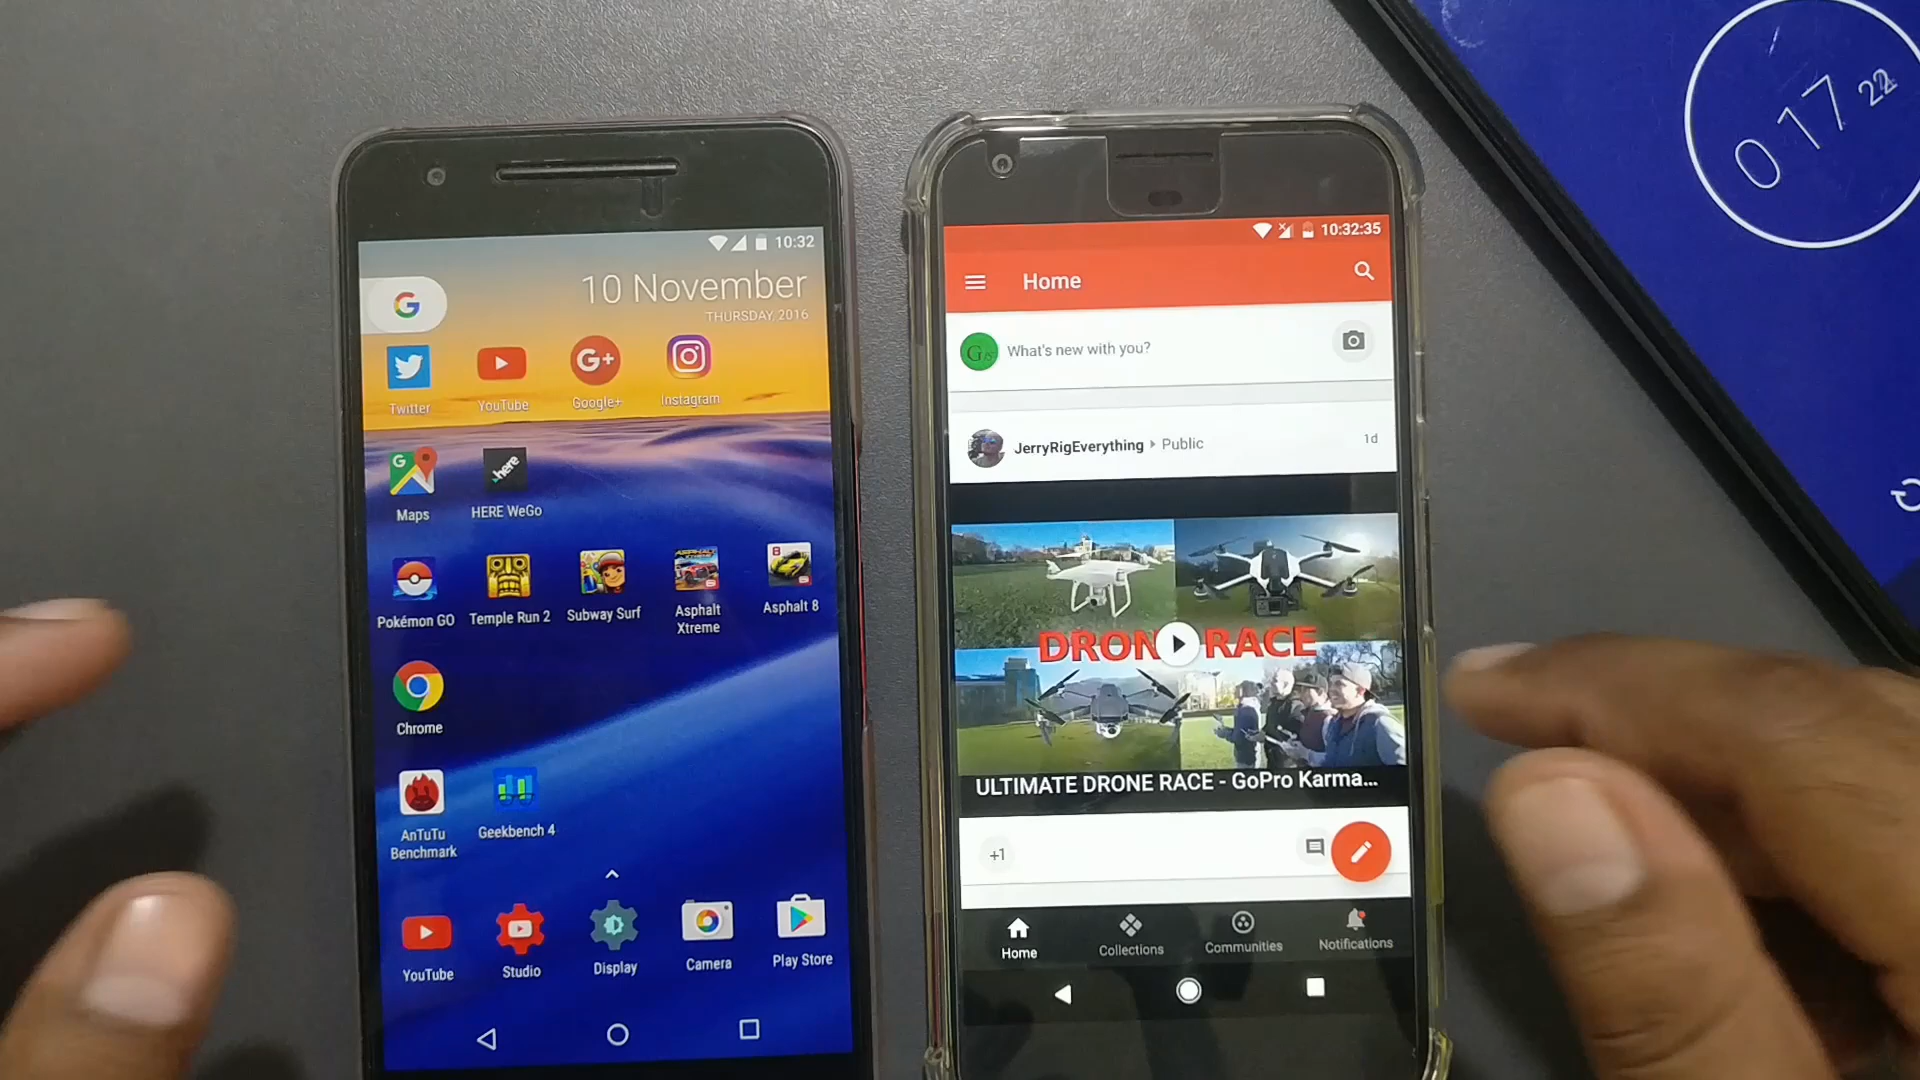 10:32
10 November
THURSDAY, 2016
G
Twitter
YouTube
G+
Google+
Instagram
G
Maps
here
HERE WeGo
Pokémon GO
Temple Run 2
Subway Surf
Asphalt
Xtreme
8
Asphalt 8
Chrome
AnTuTu
Benchmark
Geekbench 4
YouTube
Studio
Display
Camera
Play Store
10:32:35
Home
What's new with you?
JerryRigEverything
Public
1d
DRON RACE
ULTIMATE DRONE RACE - GoPro Karma...
+1
Home
Collections
Communities
Notifications
0 17 22